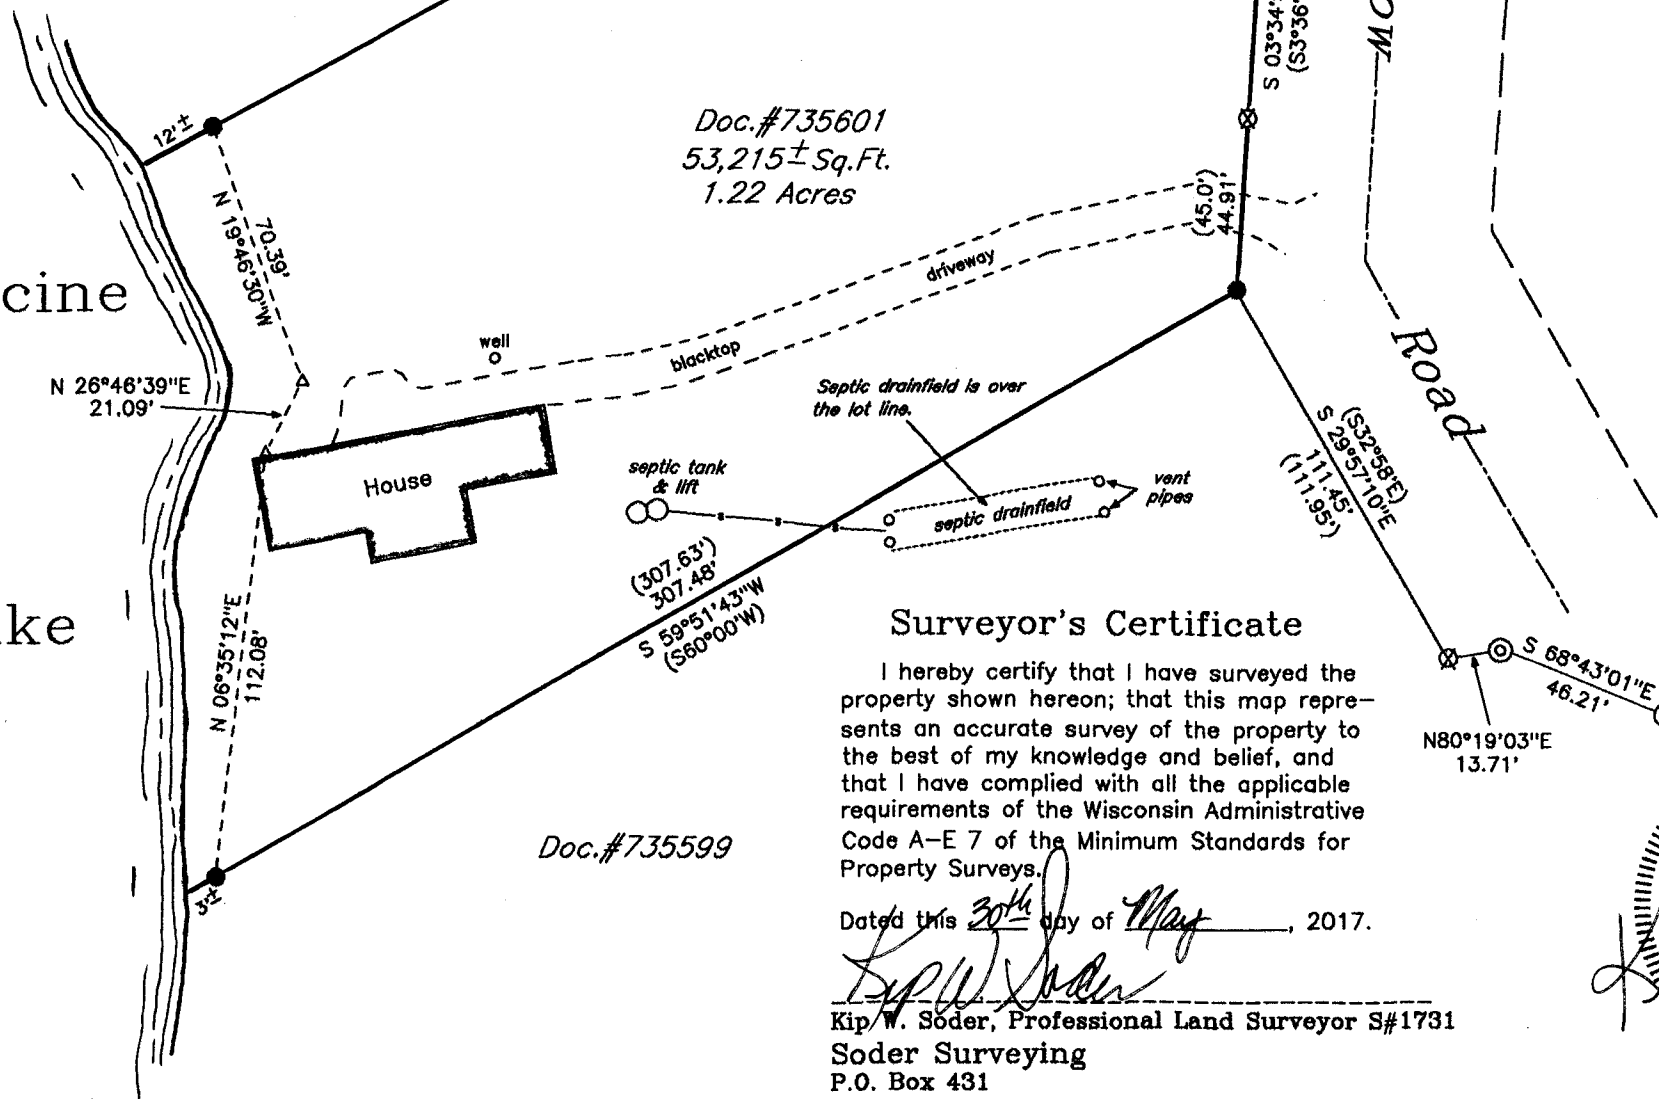 12'±
N 19°46'30"W
70.39'
cine
N 26°46'39"E
21.09'
ke
N 06°35'12"E
112.08'
3'±
Doc.#735601
53,215± Sq.Ft.
1.22 Acres
well
driveway
blacktop
House
septic tank
& lift
Septic drainfield is over
the lot line.
septic drainfield
vent
pipes
(307.63')
307.48'
S 59°51'43"W
(S60°00'W)
Doc.#735599
S 03°34'
(S3°36'
(45.0')
44.91'
Mo
Road
(S32°58'E)
S 29°57'10"E
111.45'
(111.95')
S 68°43'01"E
46.21'
N80°19'03"E
13.71'
Surveyor's Certificate
I hereby certify that I have surveyed the
property shown hereon; that this map repre-
sents an accurate survey of the property to
the best of my knowledge and belief, and
that I have complied with all the applicable
requirements of the Wisconsin Administrative
Code A-E 7 of the Minimum Standards for
Property Surveys.
Dated this 30th day of May, 2017.
Kip W Soder
Kip W. Soder, Professional Land Surveyor S#1731
Soder Surveying
P.O. Box 431